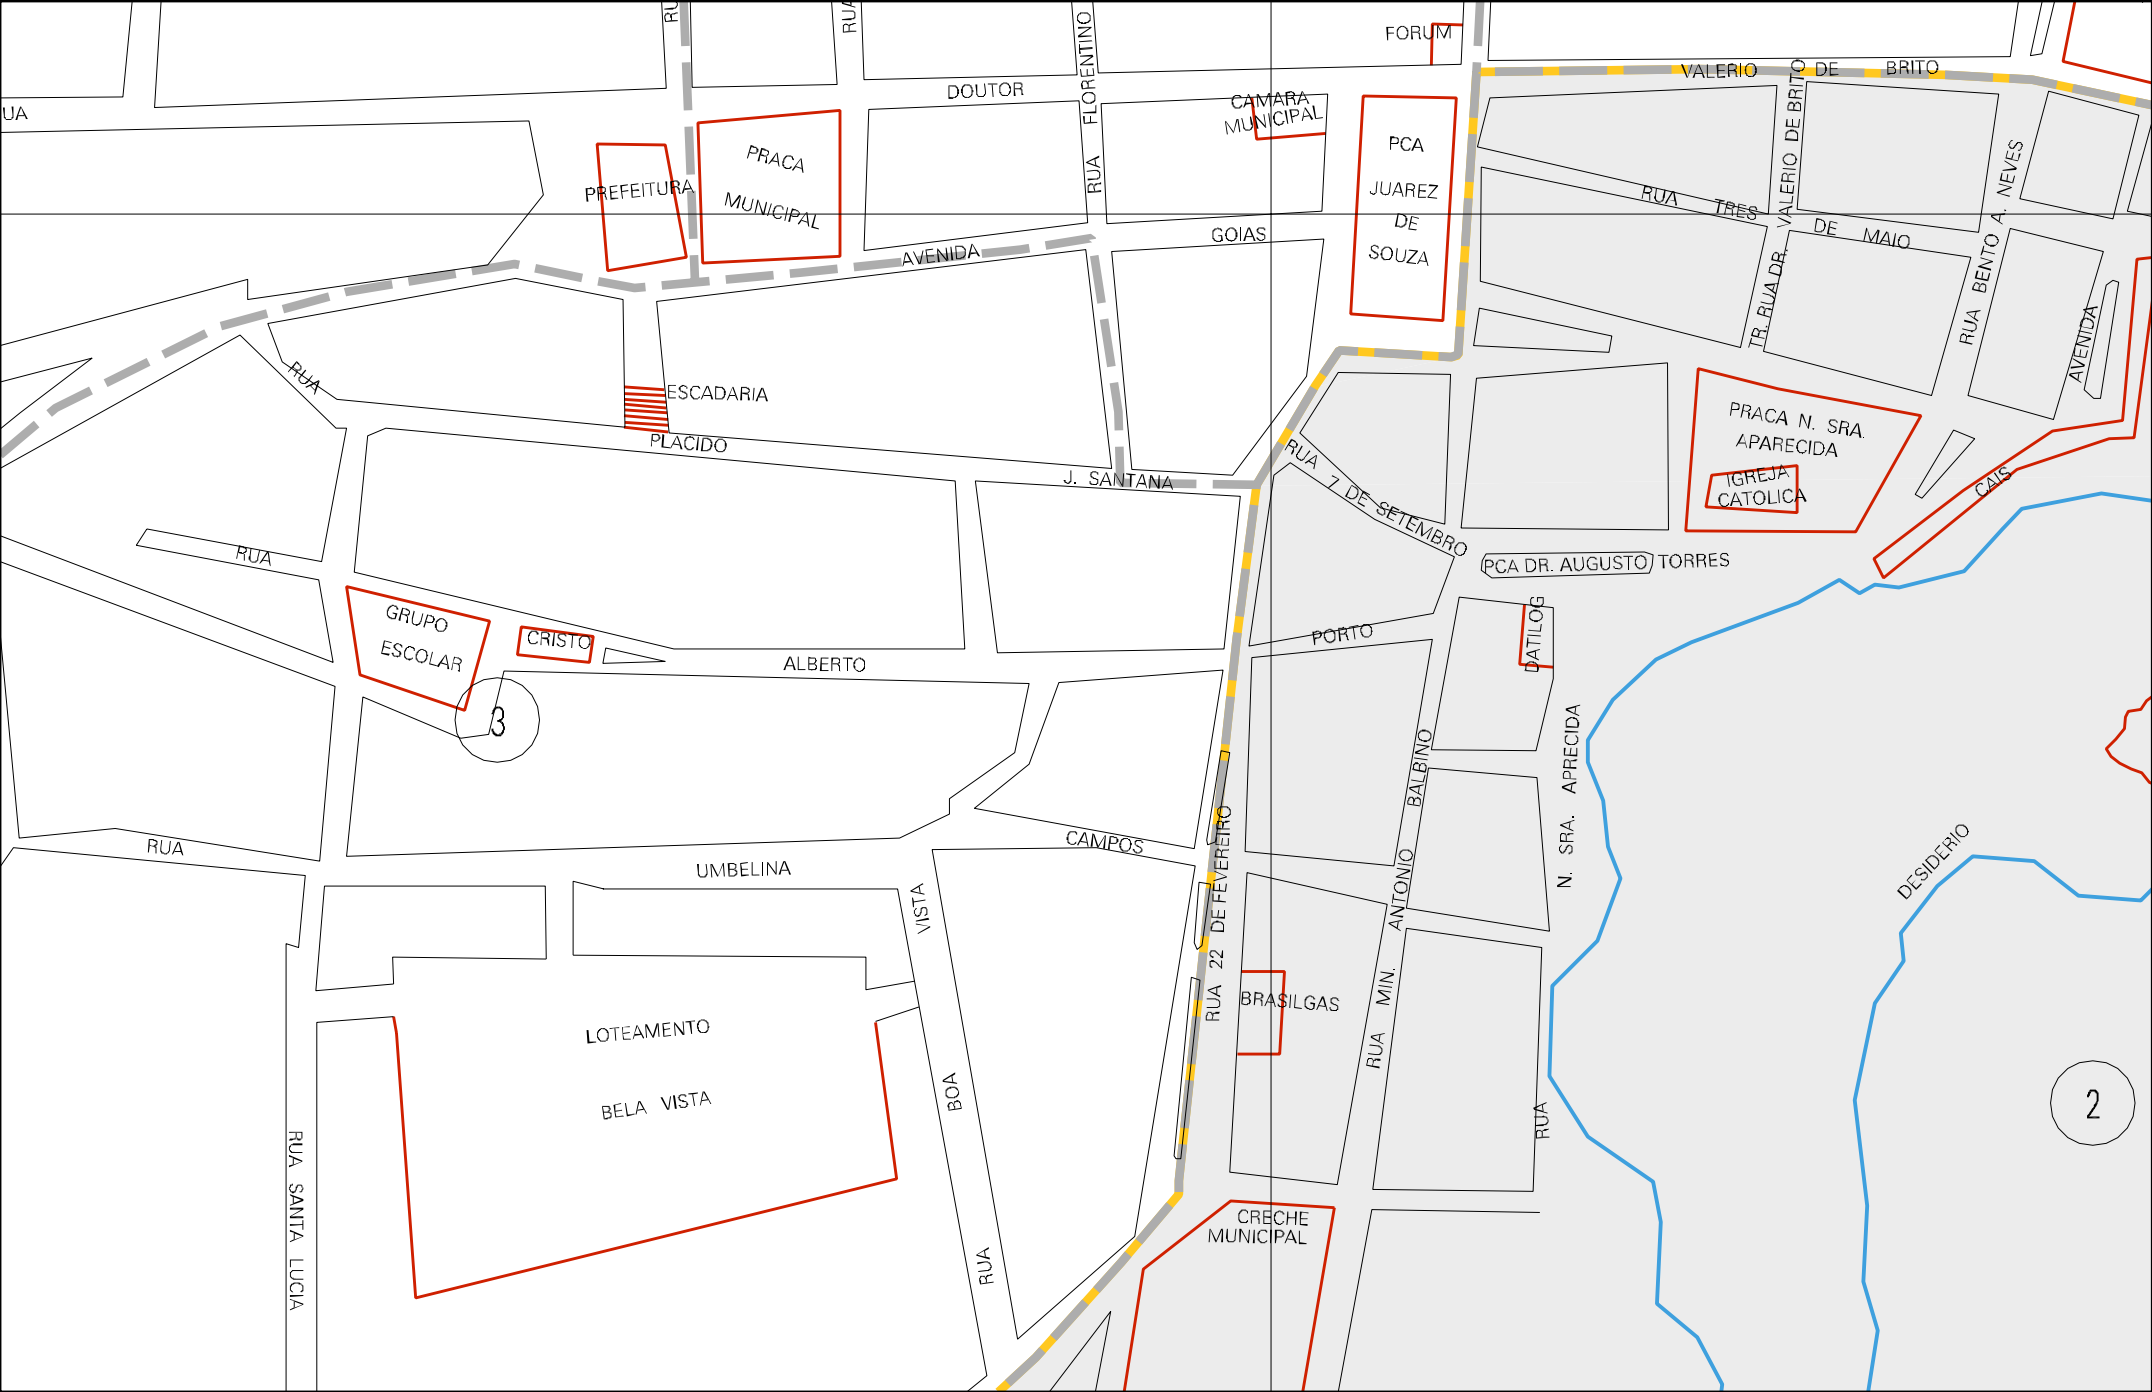 RUA
FLORENTINO
FORUM
UA
DOUTOR
RUA
CAMARA
MUNICIPAL
VALERIO DE BRITO
PREFEITURA
PRACA
MUNICIPAL
PCA
JUAREZ
DE
SOUZA
RUA TRES DE MAIO
TR. RUA DR. VALERIO DE BRITO
RUA BENTO A. NEVES
AVENIDA GOIAS
AVENIDA
RUA PLACIDO J. SANTANA
ESCADARIA
PRACA N. SRA.
APARECIDA
IGREJA
CATOLICA
CAIS
RUA 7 DE SETEMBRO
PCA DR. AUGUSTO TORRES
RUA ALBERTO PORTO
GRUPO
ESCOLAR
CRISTO
3
DATILOG
RUA UMBELINA CAMPOS
RUA BOA VISTA
RUA 22 DE FEVEREIRO
RUA MIN. ANTONIO BALBINO
RUA N. SRA. APRECIDA
DESIDERIO
BRASILGAS
LOTEAMENTO
BELA VISTA
2
RUA SANTA LUCIA
CRECHE
MUNICIPAL